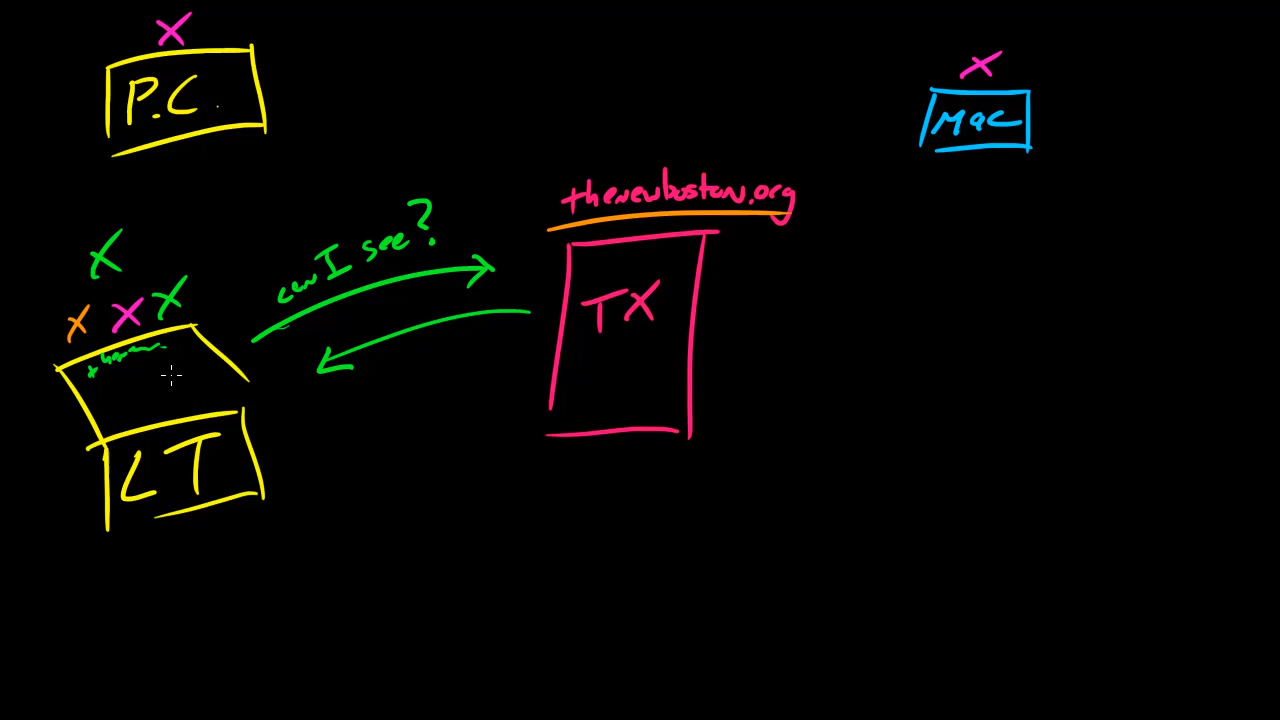 X
P.C.
X
Mac
thenewboston.org
can I see?
X
X X X
TX
LT